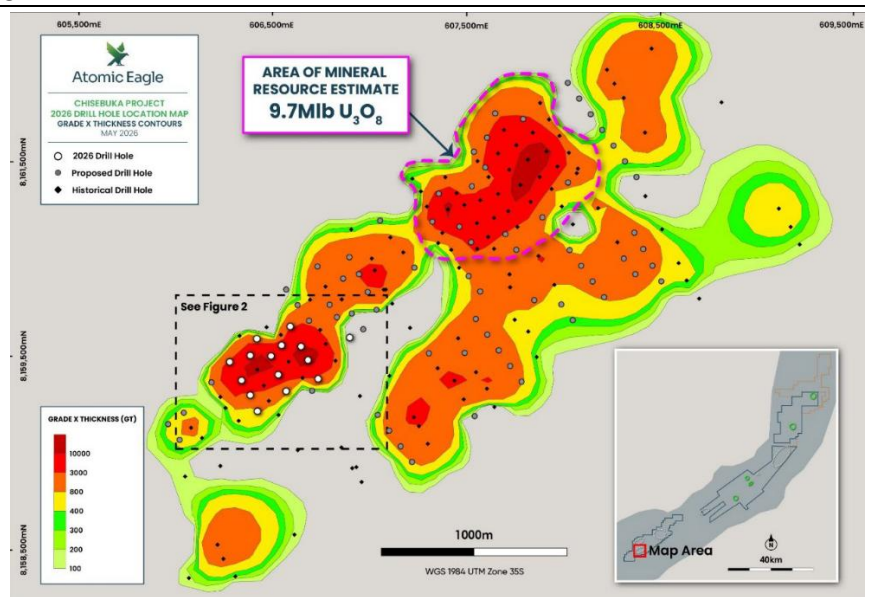 605,500mE
606,500mE
607,500mE
608,500mE
609,500mE
8,161,500mN
8,159,500mN
8,158,500mN
Atomic Eagle
CHISEBUKA PROJECT
2026 DRILL HOLE LOCATION MAP
GRADE X THICKNESS CONTOURS
MAY 2026
2026 Drill Hole
Proposed Drill Hole
Historical Drill Hole
AREA OF MINERAL
RESOURCE ESTIMATE
9.7Mlb U₃O₈
See Figure 2
GRADE X THICKNESS (GT)
10000
3000
800
400
300
200
100
1000m
WGS 1984 UTM Zone 35S
Map Area
N
40km